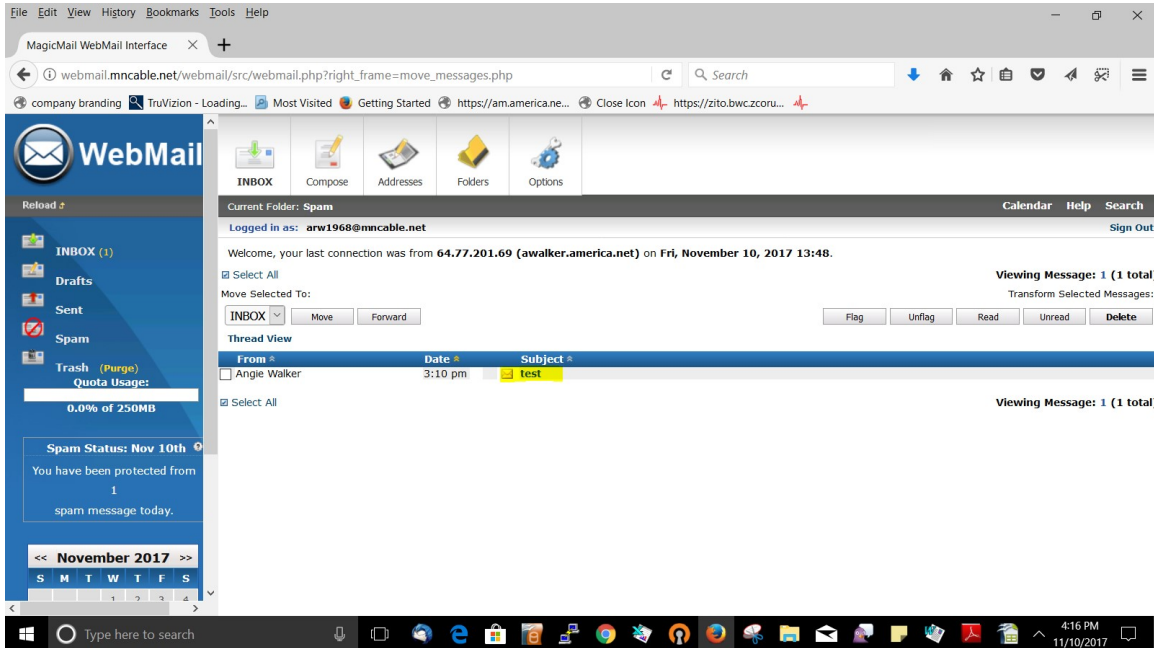 File Edit View History Bookmarks Tools Help
MagicMail WebMail Interface
webmail.mncable.net/webmail/src/webmail.php?right_frame=move_messages.php
Search
company branding TruVizion - Loading... Most Visited Getting Started https://am.america.ne... Close Icon https://zito.bwc.zcoru...
WebMail
INBOX Compose Addresses Folders Options
Reload
Current Folder: Spam
Calendar Help Search
Logged in as: arw1968@mncable.net
Sign Out
INBOX (1)
Drafts
Sent
Spam
Trash (Purge)
Quota Usage:
0.0% of 250MB
Spam Status: Nov 10th
You have been protected from
1
spam message today.
<< November 2017 >>
S M T W T F S
1 2 3 4
Welcome, your last connection was from 64.77.201.69 (awalker.america.net) on Fri, November 10, 2017 13:48.
Select All
Viewing Message: 1 (1 total
Move Selected To:
Transform Selected Messages:
INBOX Move Forward
Flag Unflag Read Unread Delete
Thread View
From Date Subject
Angie Walker 3:10 pm test
Select All
Viewing Message: 1 (1 total
Type here to search
4:16 PM
11/10/2017